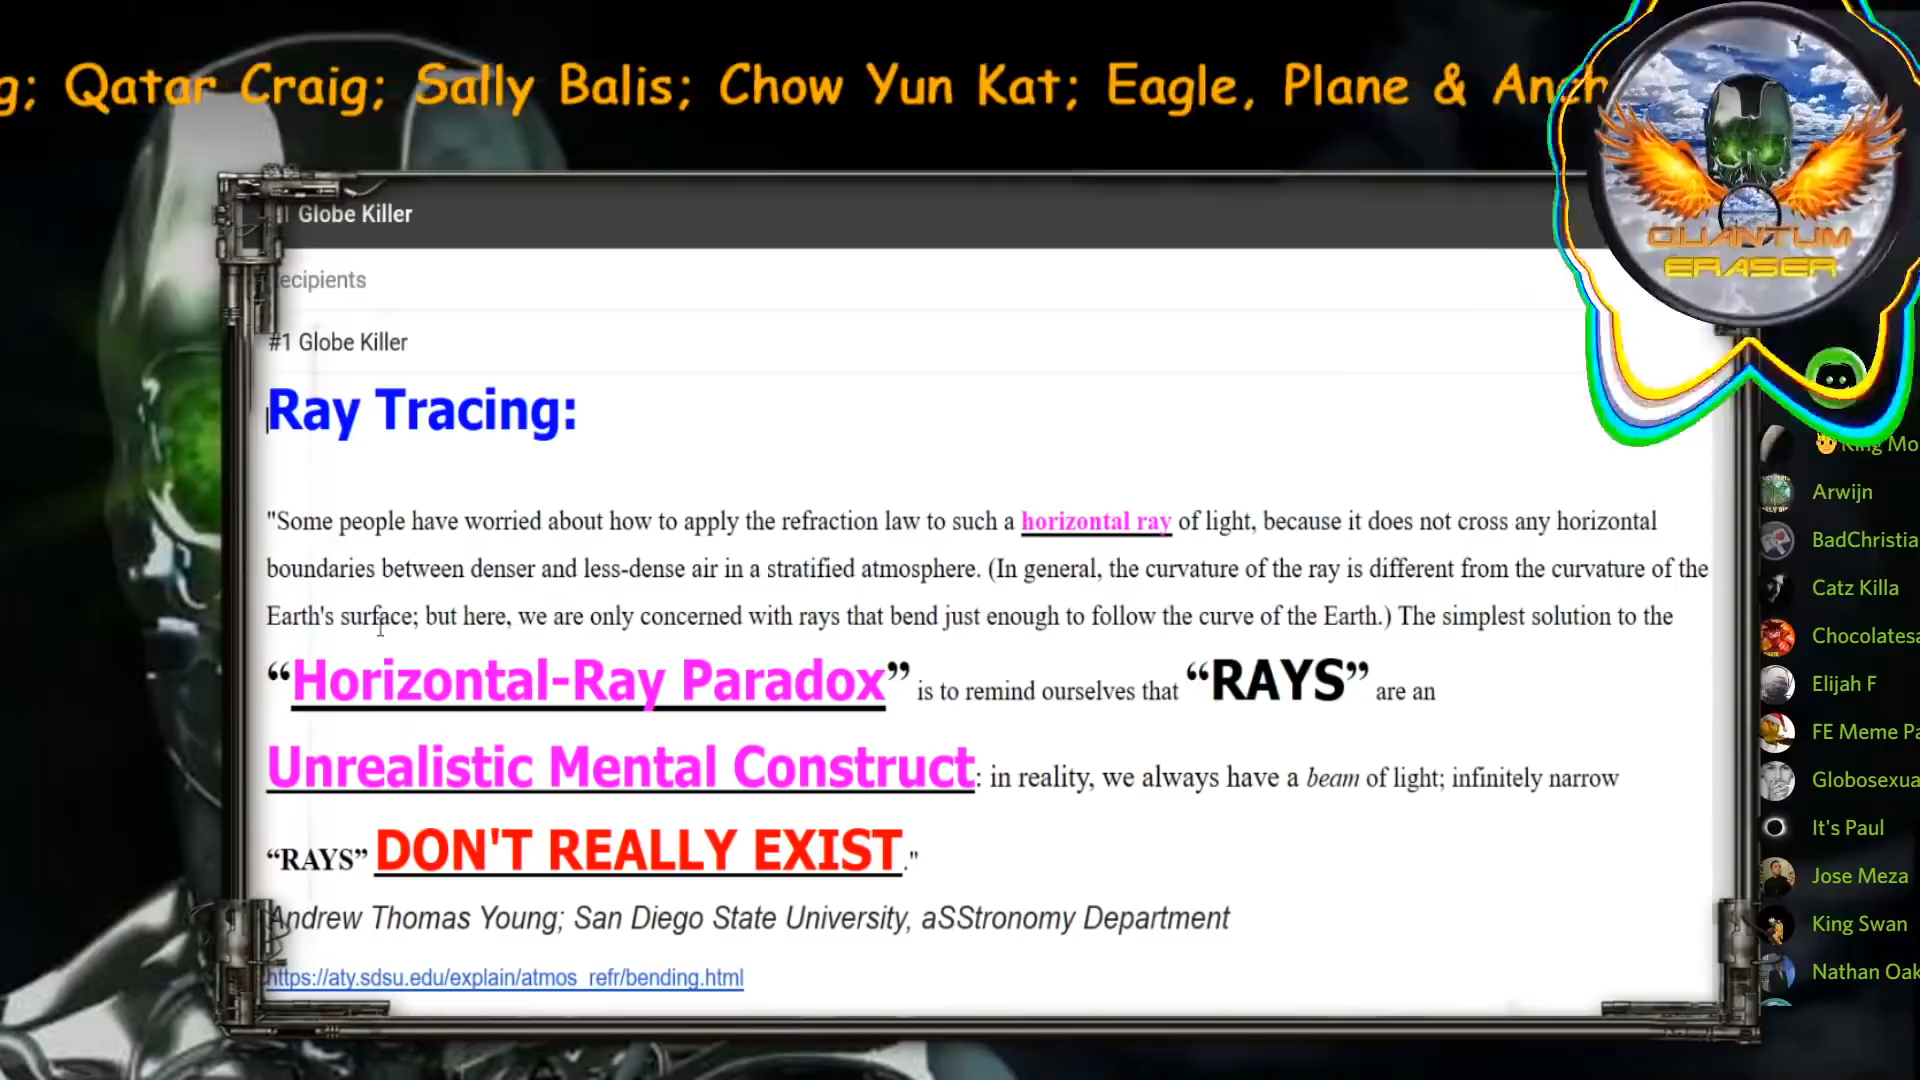 g; Qatar Craig; Sally Balis; Chow Yun Kat; Eagle, Plane & Anch
QUANTUM
ERASER
1 Globe Killer
ecipients
#1 Globe Killer
Ray Tracing:
"Some people have worried about how to apply the refraction law to such a horizontal ray of light, because it does not cross any horizontal
boundaries between denser and less-dense air in a stratified atmosphere. (In general, the curvature of the ray is different from the curvature of the
Earth's surface; but here, we are only concerned with rays that bend just enough to follow the curve of the Earth.) The simplest solution to the
“Horizontal-Ray Paradox” is to remind ourselves that “RAYS” are an
Unrealistic Mental Construct: in reality, we always have a beam of light; infinitely narrow
“RAYS” DON'T REALLY EXIST."
Andrew Thomas Young; San Diego State University, aSStronomy Department
https://aty.sdsu.edu/explain/atmos_refr/bending.html
King Mo
Arwijn
BadChristia
Catz Killa
Chocolatesa
Elijah F
FE Meme Pa
Globosexua
It's Paul
Jose Meza
King Swan
Nathan Oak